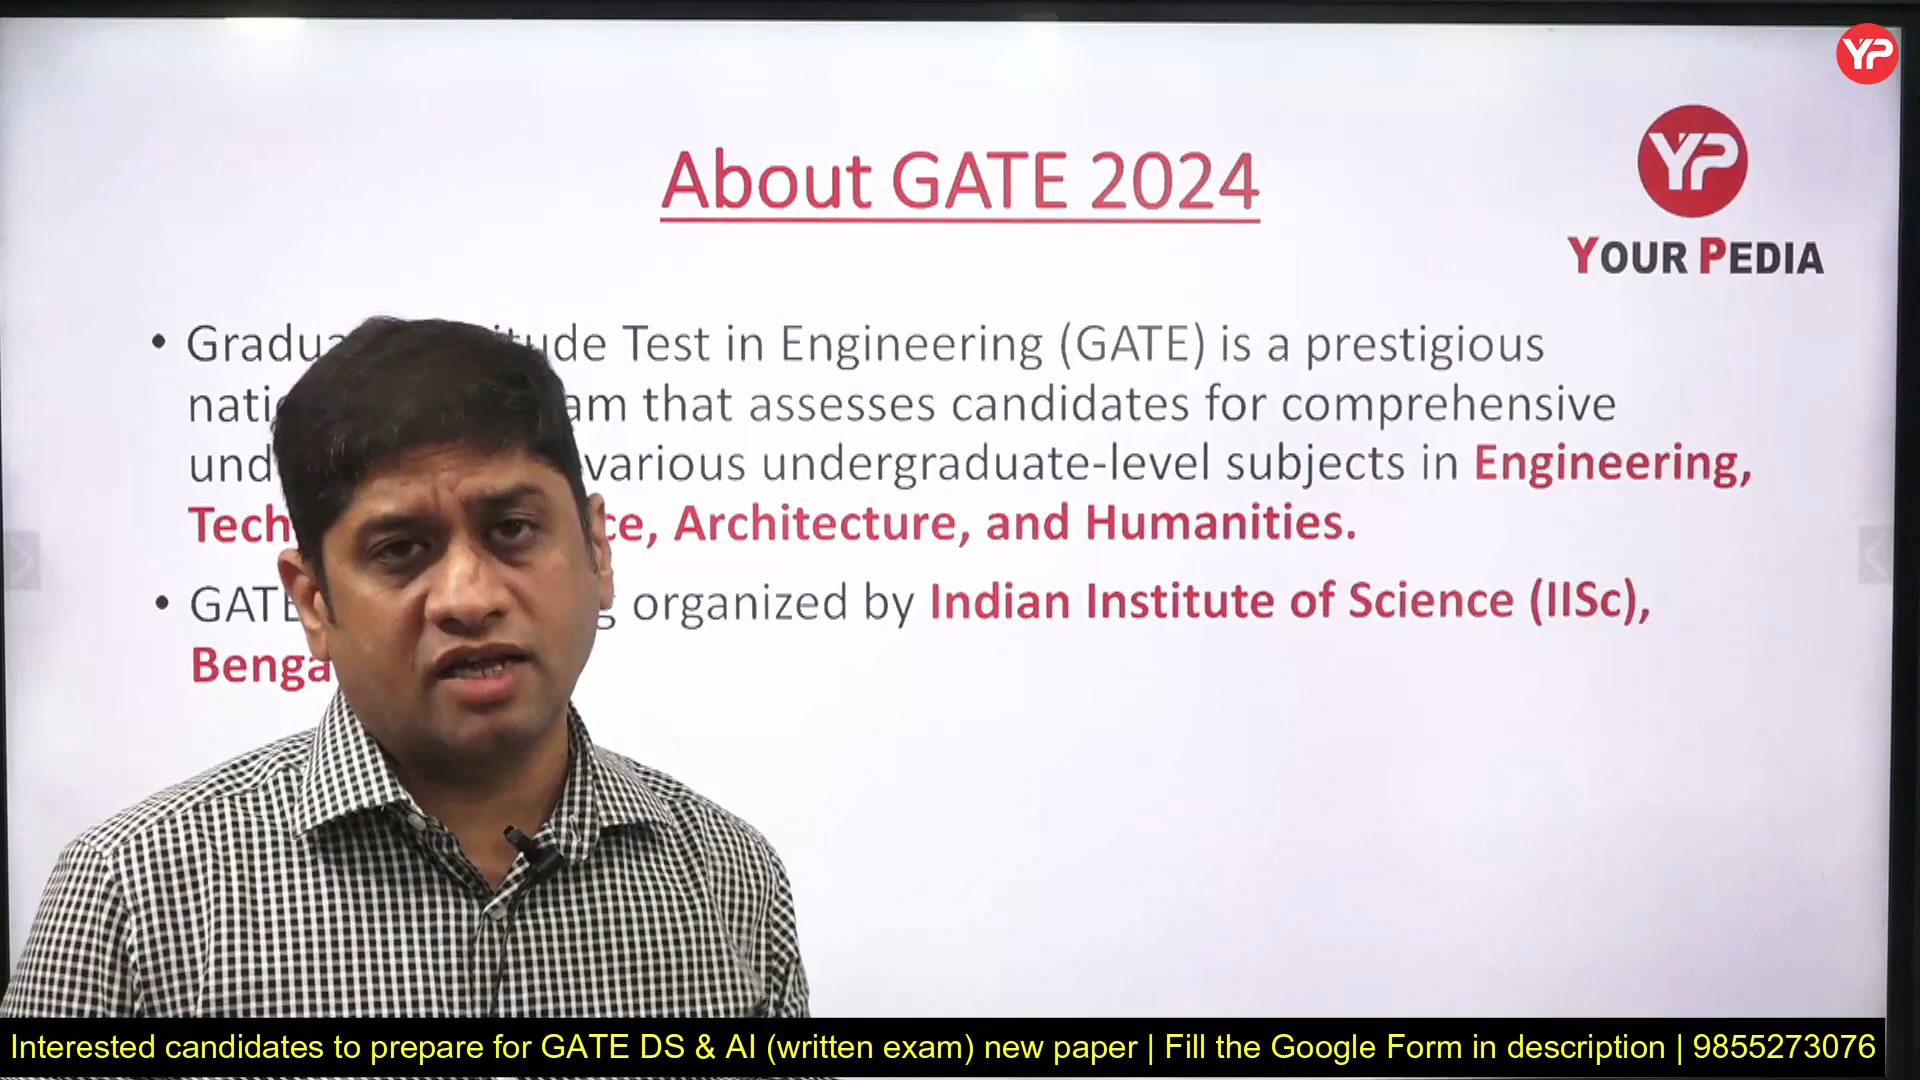 YP
About GATE 2024
YP
YOUR PEDIA
• Gradu tude Test in Engineering (GATE) is a prestigious
nati am that assesses candidates for comprehensive
und various undergraduate-level subjects in Engineering,
Tech ce, Architecture, and Humanities.
• GATE g organized by Indian Institute of Science (IISc),
Benga
Interested candidates to prepare for GATE DS & AI (written exam) new paper | Fill the Google Form in description | 9855273076